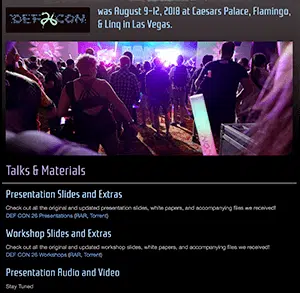 DEF CON
was August 9-12, 2018 at Caesars Palace, Flamingo,
& Linq in Las Vegas.
Talks & Materials
Presentation Slides and Extras
Check out all the original and updated presentation slides, white papers, and accompanying files we received!
DEF CON 26 Presentations (RAR, Torrent)
Workshop Slides and Extras
Check out all the original and updated workshop slides, white papers, and accompanying files we received!
DEF CON 26 Workshops (RAR, Torrent)
Presentation Audio and Video
Stay Tuned